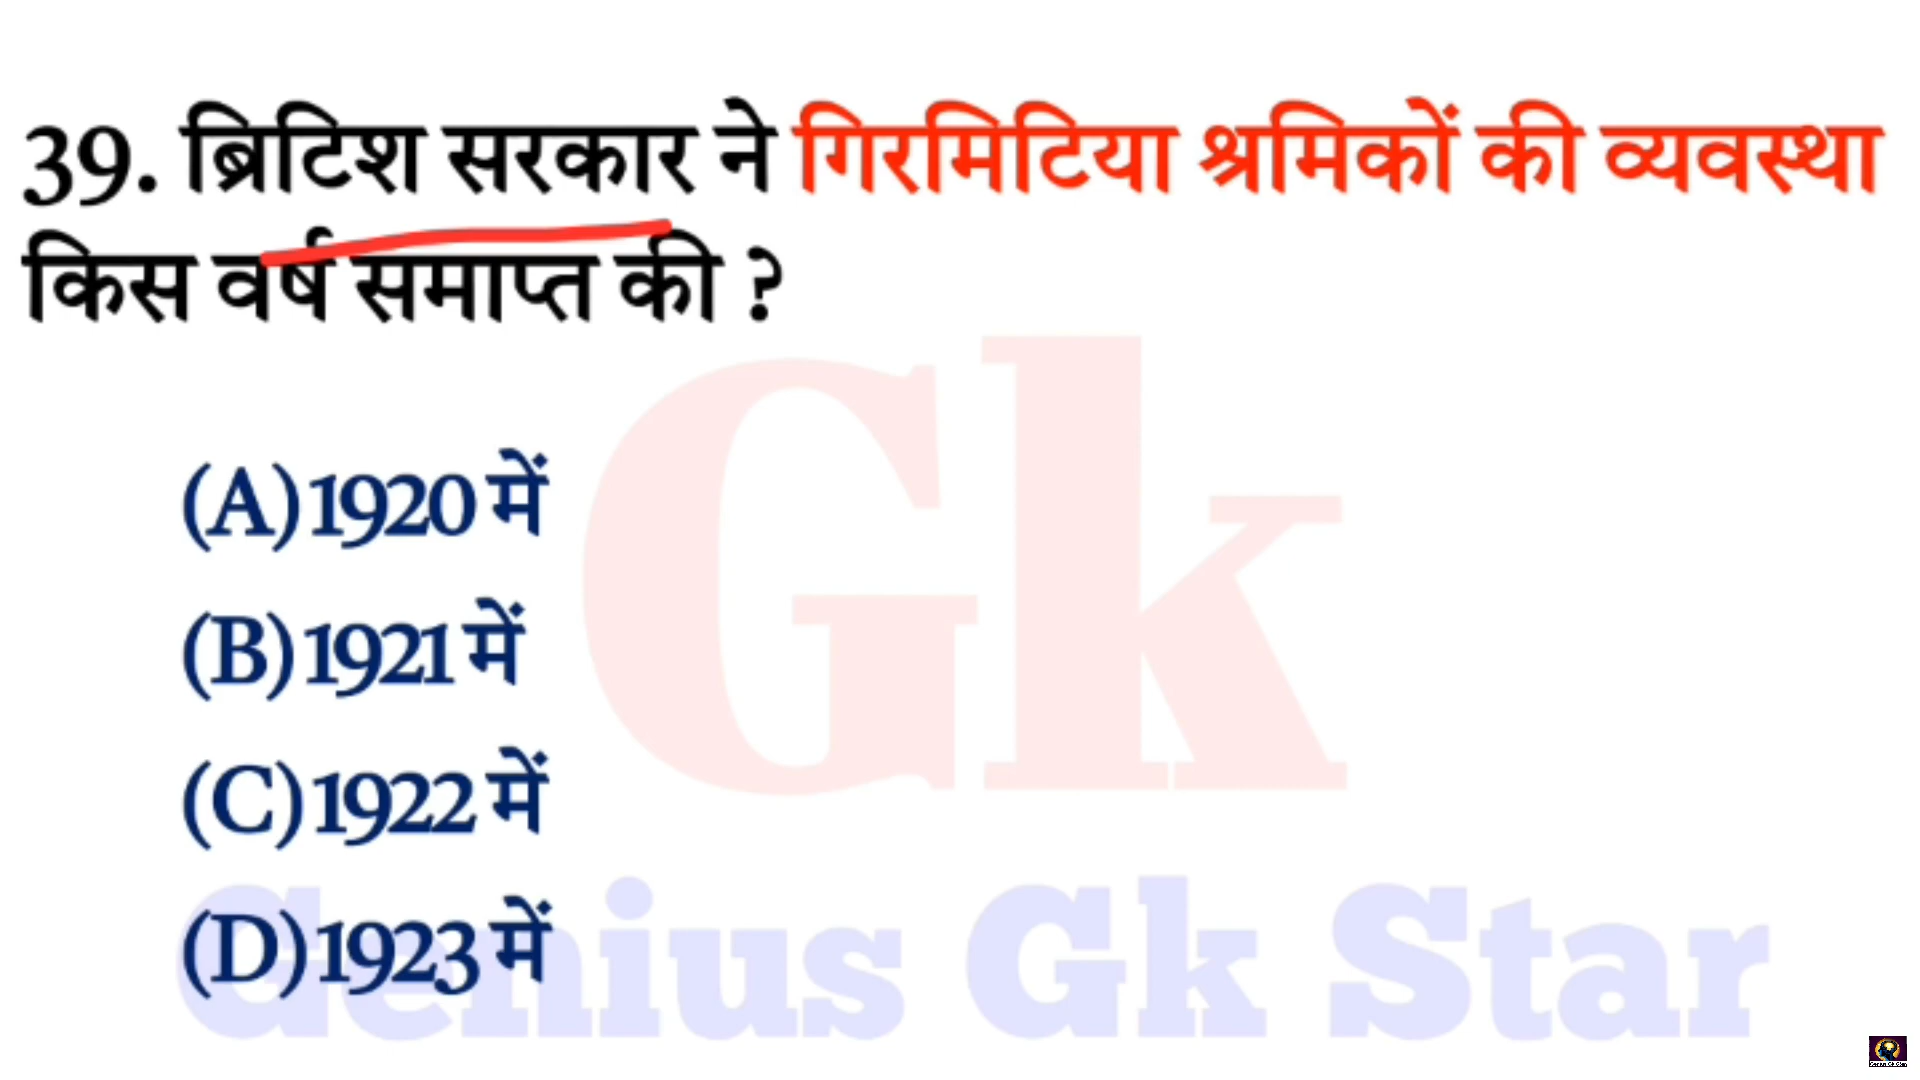 39. ब्रिटिश सरकार ने गिरमिटिया श्रमिकों की व्यवस्था
किस वर्ष समाप्त की ?
Gk
(A) 1920 में
(B) 1921 में
(C) 1922 में
(D) 1923 में
Genius Gk Star